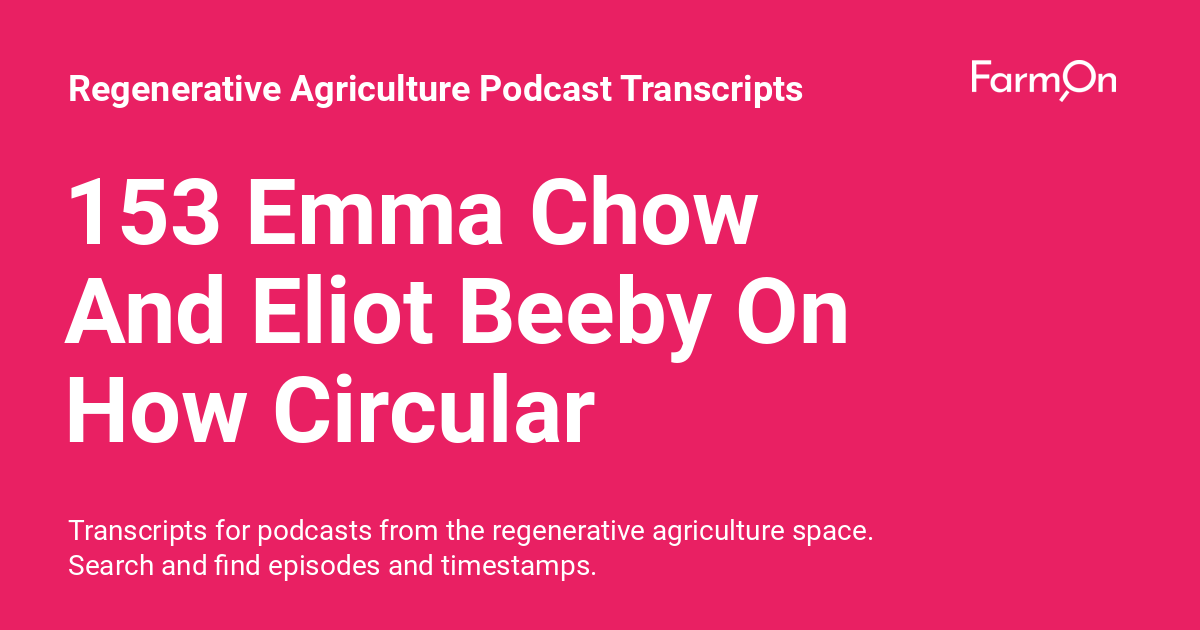 Regenerative Agriculture Podcast Transcripts
FarmOn
153 Emma Chow
And Eliot Beeby On
How Circular
Transcripts for podcasts from the regenerative agriculture space.
Search and find episodes and timestamps.